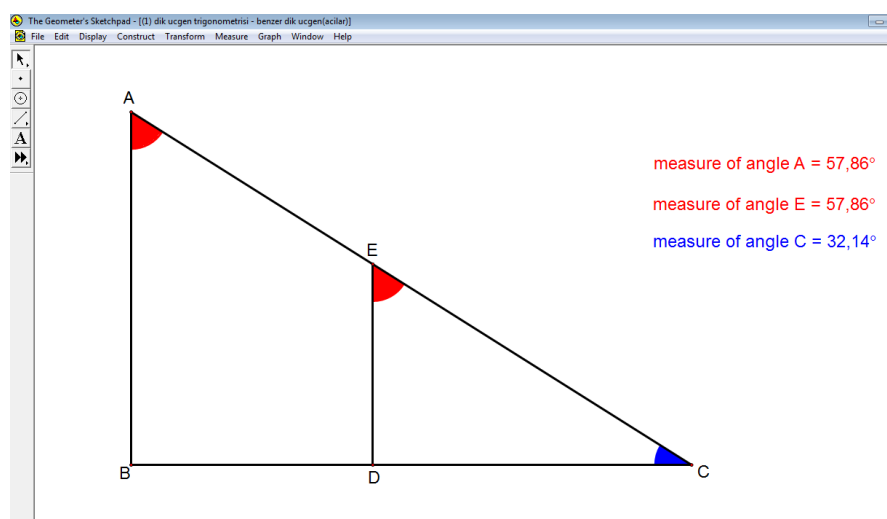 The Geometer's Sketchpad - [(1) dik ucgen trigonometrisi - benzer dik ucgen(acilar)]
File Edit Display Construct Transform Measure Graph Window Help
A
A
measure of angle A = 57,86°
measure of angle E = 57,86°
measure of angle C = 32,14°
E
B
D
C